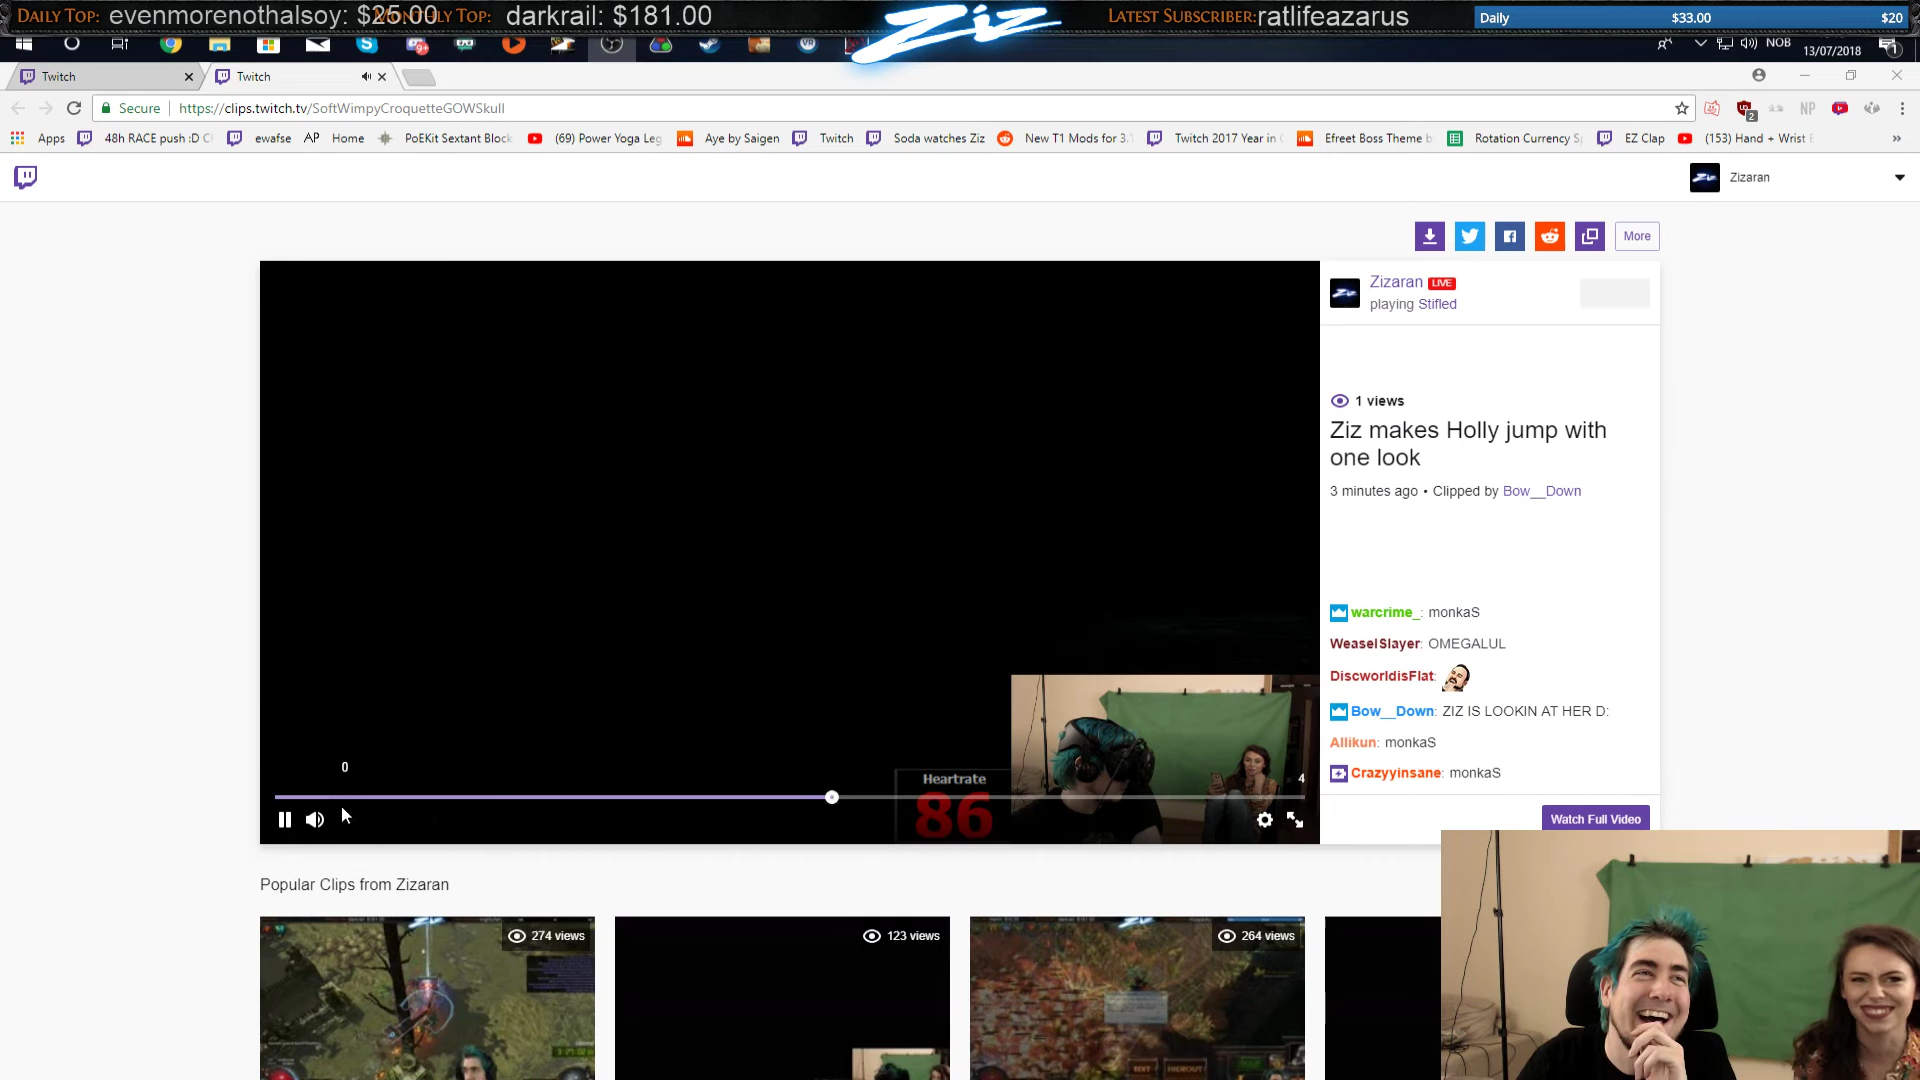 DAILY TOP: evenmorenothalsoy: $25.00
MONTHLY TOP: darkrail: $181.00
Ziz
LATEST SUBSCRIBER: ratlifeazarus
Daily $33.00 $20
NOB
13/07/2018
Twitch
Twitch
Secure https://clips.twitch.tv/SoftWimpyCroquetteGOWSkull
NP
2
Apps
48h RACE push :D C
ewafse
AP Home
PoEKit Sextant Block
(69) Power Yoga Leg
Aye by Saigen
Twitch
Soda watches Ziz
New T1 Mods for 3.
Twitch 2017 Year in
Efreet Boss Theme b
Rotation Currency S
EZ Clap
(153) Hand + Wrist
Zizaran
More
Zizaran LIVE
playing Stifled
1 views
Ziz makes Holly jump with
one look
3 minutes ago • Clipped by Bow__Down
warcrime_: monkaS
WeaselSlayer: OMEGALUL
DiscworldisFlat:
Bow__Down: ZIZ IS LOOKIN AT HER D:
Allikun: monkaS
Crazyyinsane: monkaS
0
4
Heartrate
86
Watch Full Video
Popular Clips from Zizaran
274 views
123 views
264 views